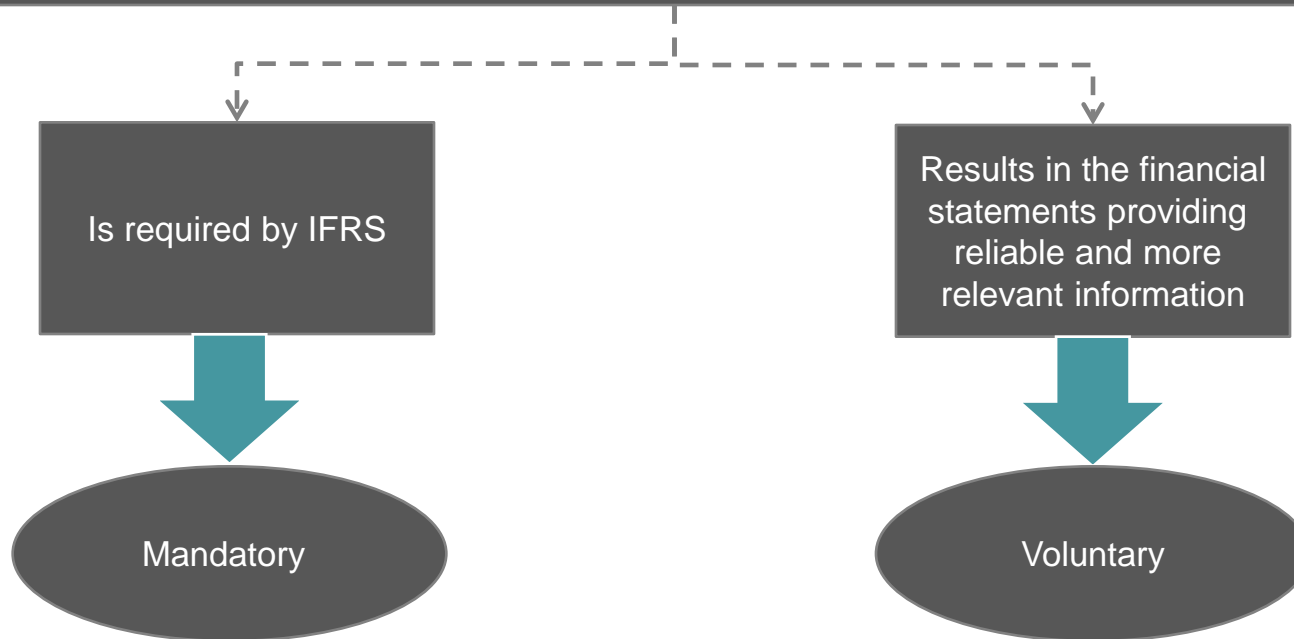 Is required by IFRS
Results in the financial
statements providing
reliable and more
relevant information
Mandatory
Voluntary